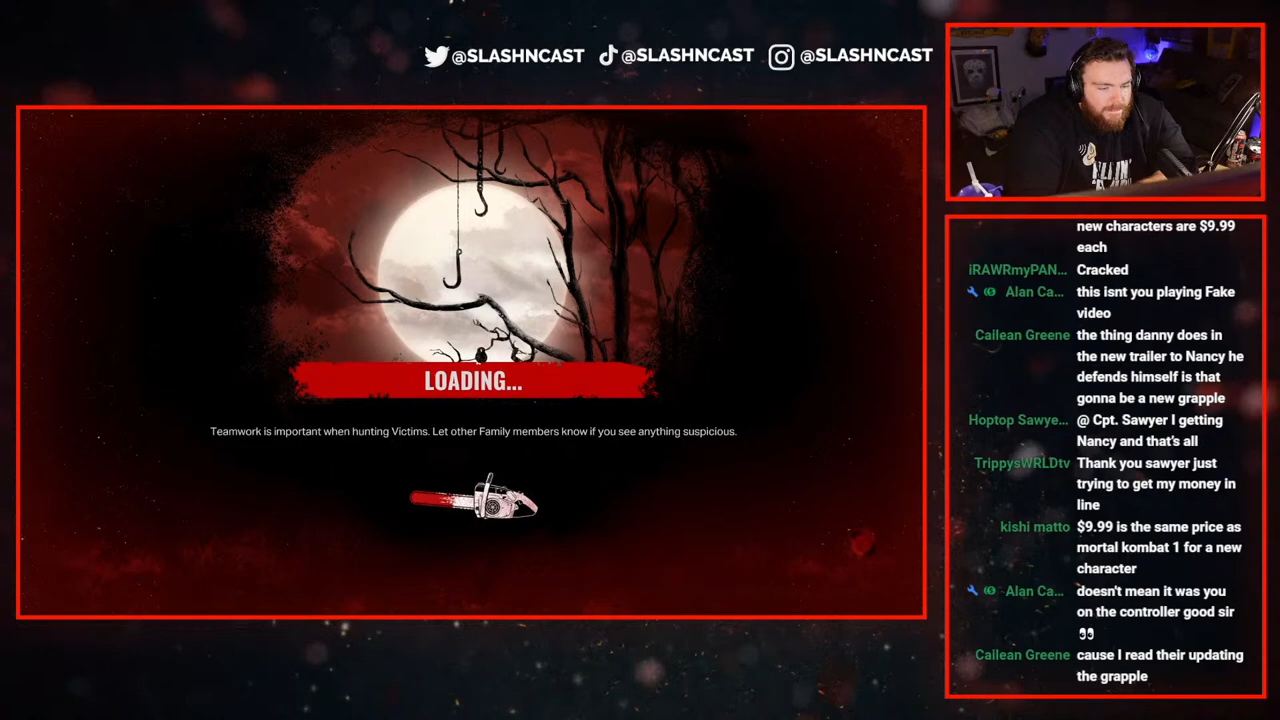 @SLASHNCAST @SLASHNCAST @SLASHNCAST
LOADING...
Teamwork is important when hunting Victims. Let other Family members know if you see anything suspicious.
new characters are $9.99
each
iRAWRmyPAN... Cracked
Alan Ca... this isnt you playing Fake
video
Cailean Greene the thing danny does in
the new trailer to Nancy he
defends himself is that
gonna be a new grapple
Hoptop Sawye... @ Cpt. Sawyer I getting
Nancy and that's all
TrippysWRLDtv Thank you sawyer just
trying to get my money in
line
kishi matto $9.99 is the same price as
mortal kombat 1 for a new
character
Alan Ca... doesn't mean it was you
on the controller good sir
👀
Cailean Greene cause I read their updating
the grapple